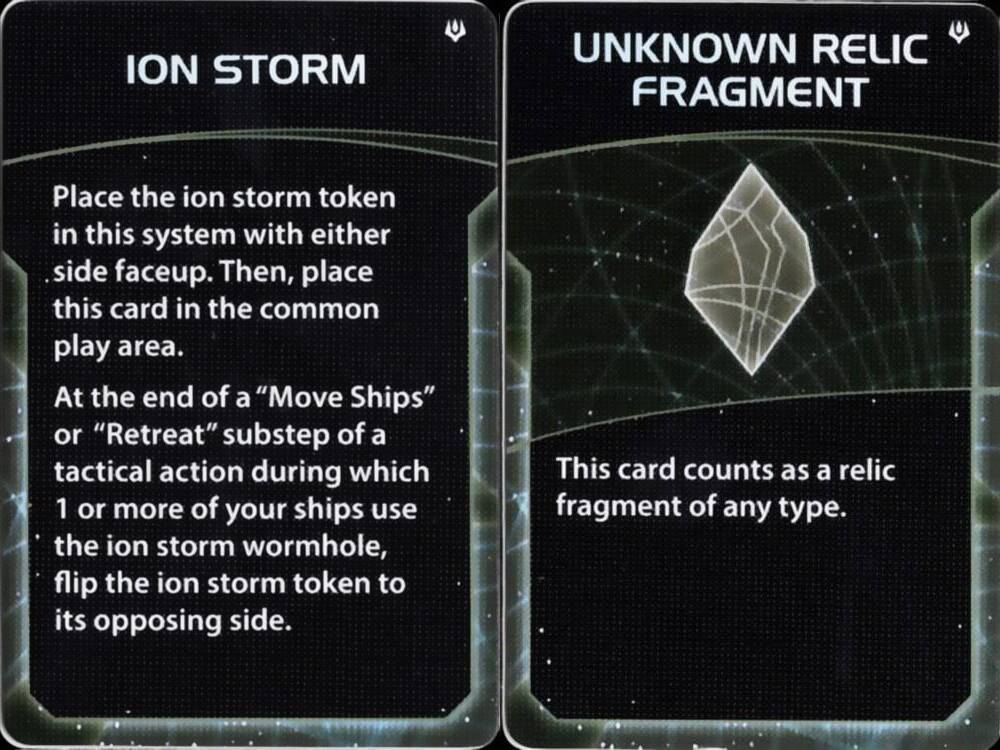 ION STORM
Place the ion storm token
in this system with either
side faceup. Then, place
this card in the common
play area.
At the end of a “Move Ships”
or “Retreat” substep of a
tactical action during which
1 or more of your ships use
the ion storm wormhole,
flip the ion storm token to
its opposing side.
UNKNOWN RELIC
FRAGMENT
This card counts as a relic
fragment of any type.